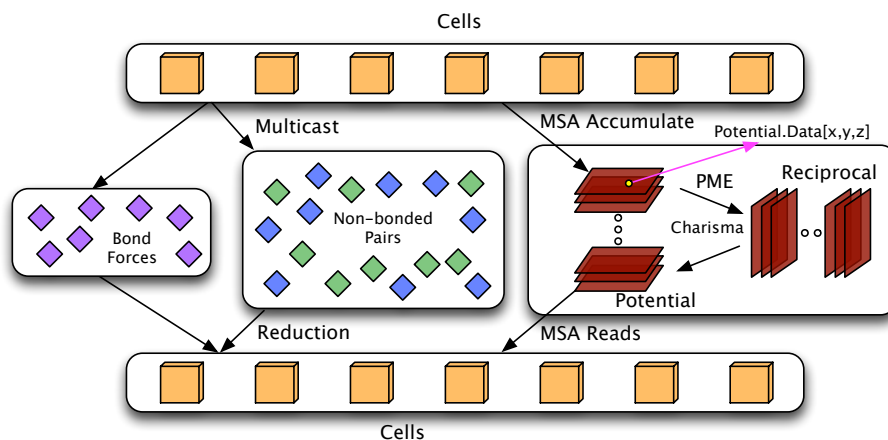 Cells
Multicast
MSA Accumulate
Potential.Data[x,y,z]
Bond
Forces
Non-bonded
Pairs
PME
Reciprocal
Charisma
Potential
Reduction
MSA Reads
Cells